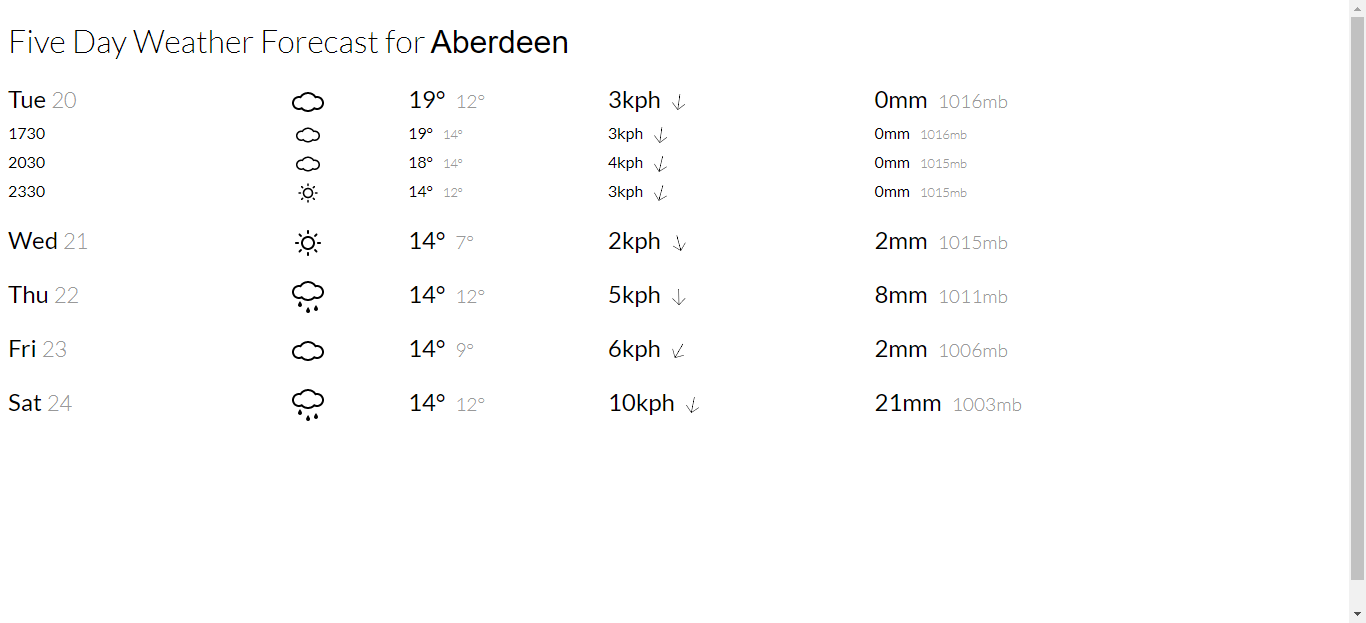 Five Day Weather Forecast for Aberdeen
Tue 20 19° 12° 3kph 0mm 1016mb
1730 19° 14° 3kph 0mm 1016mb
2030 18° 14° 4kph 0mm 1015mb
2330 14° 12° 3kph 0mm 1015mb
Wed 21 14° 7° 2kph 2mm 1015mb
Thu 22 14° 12° 5kph 8mm 1011mb
Fri 23 14° 9° 6kph 2mm 1006mb
Sat 24 14° 12° 10kph 21mm 1003mb